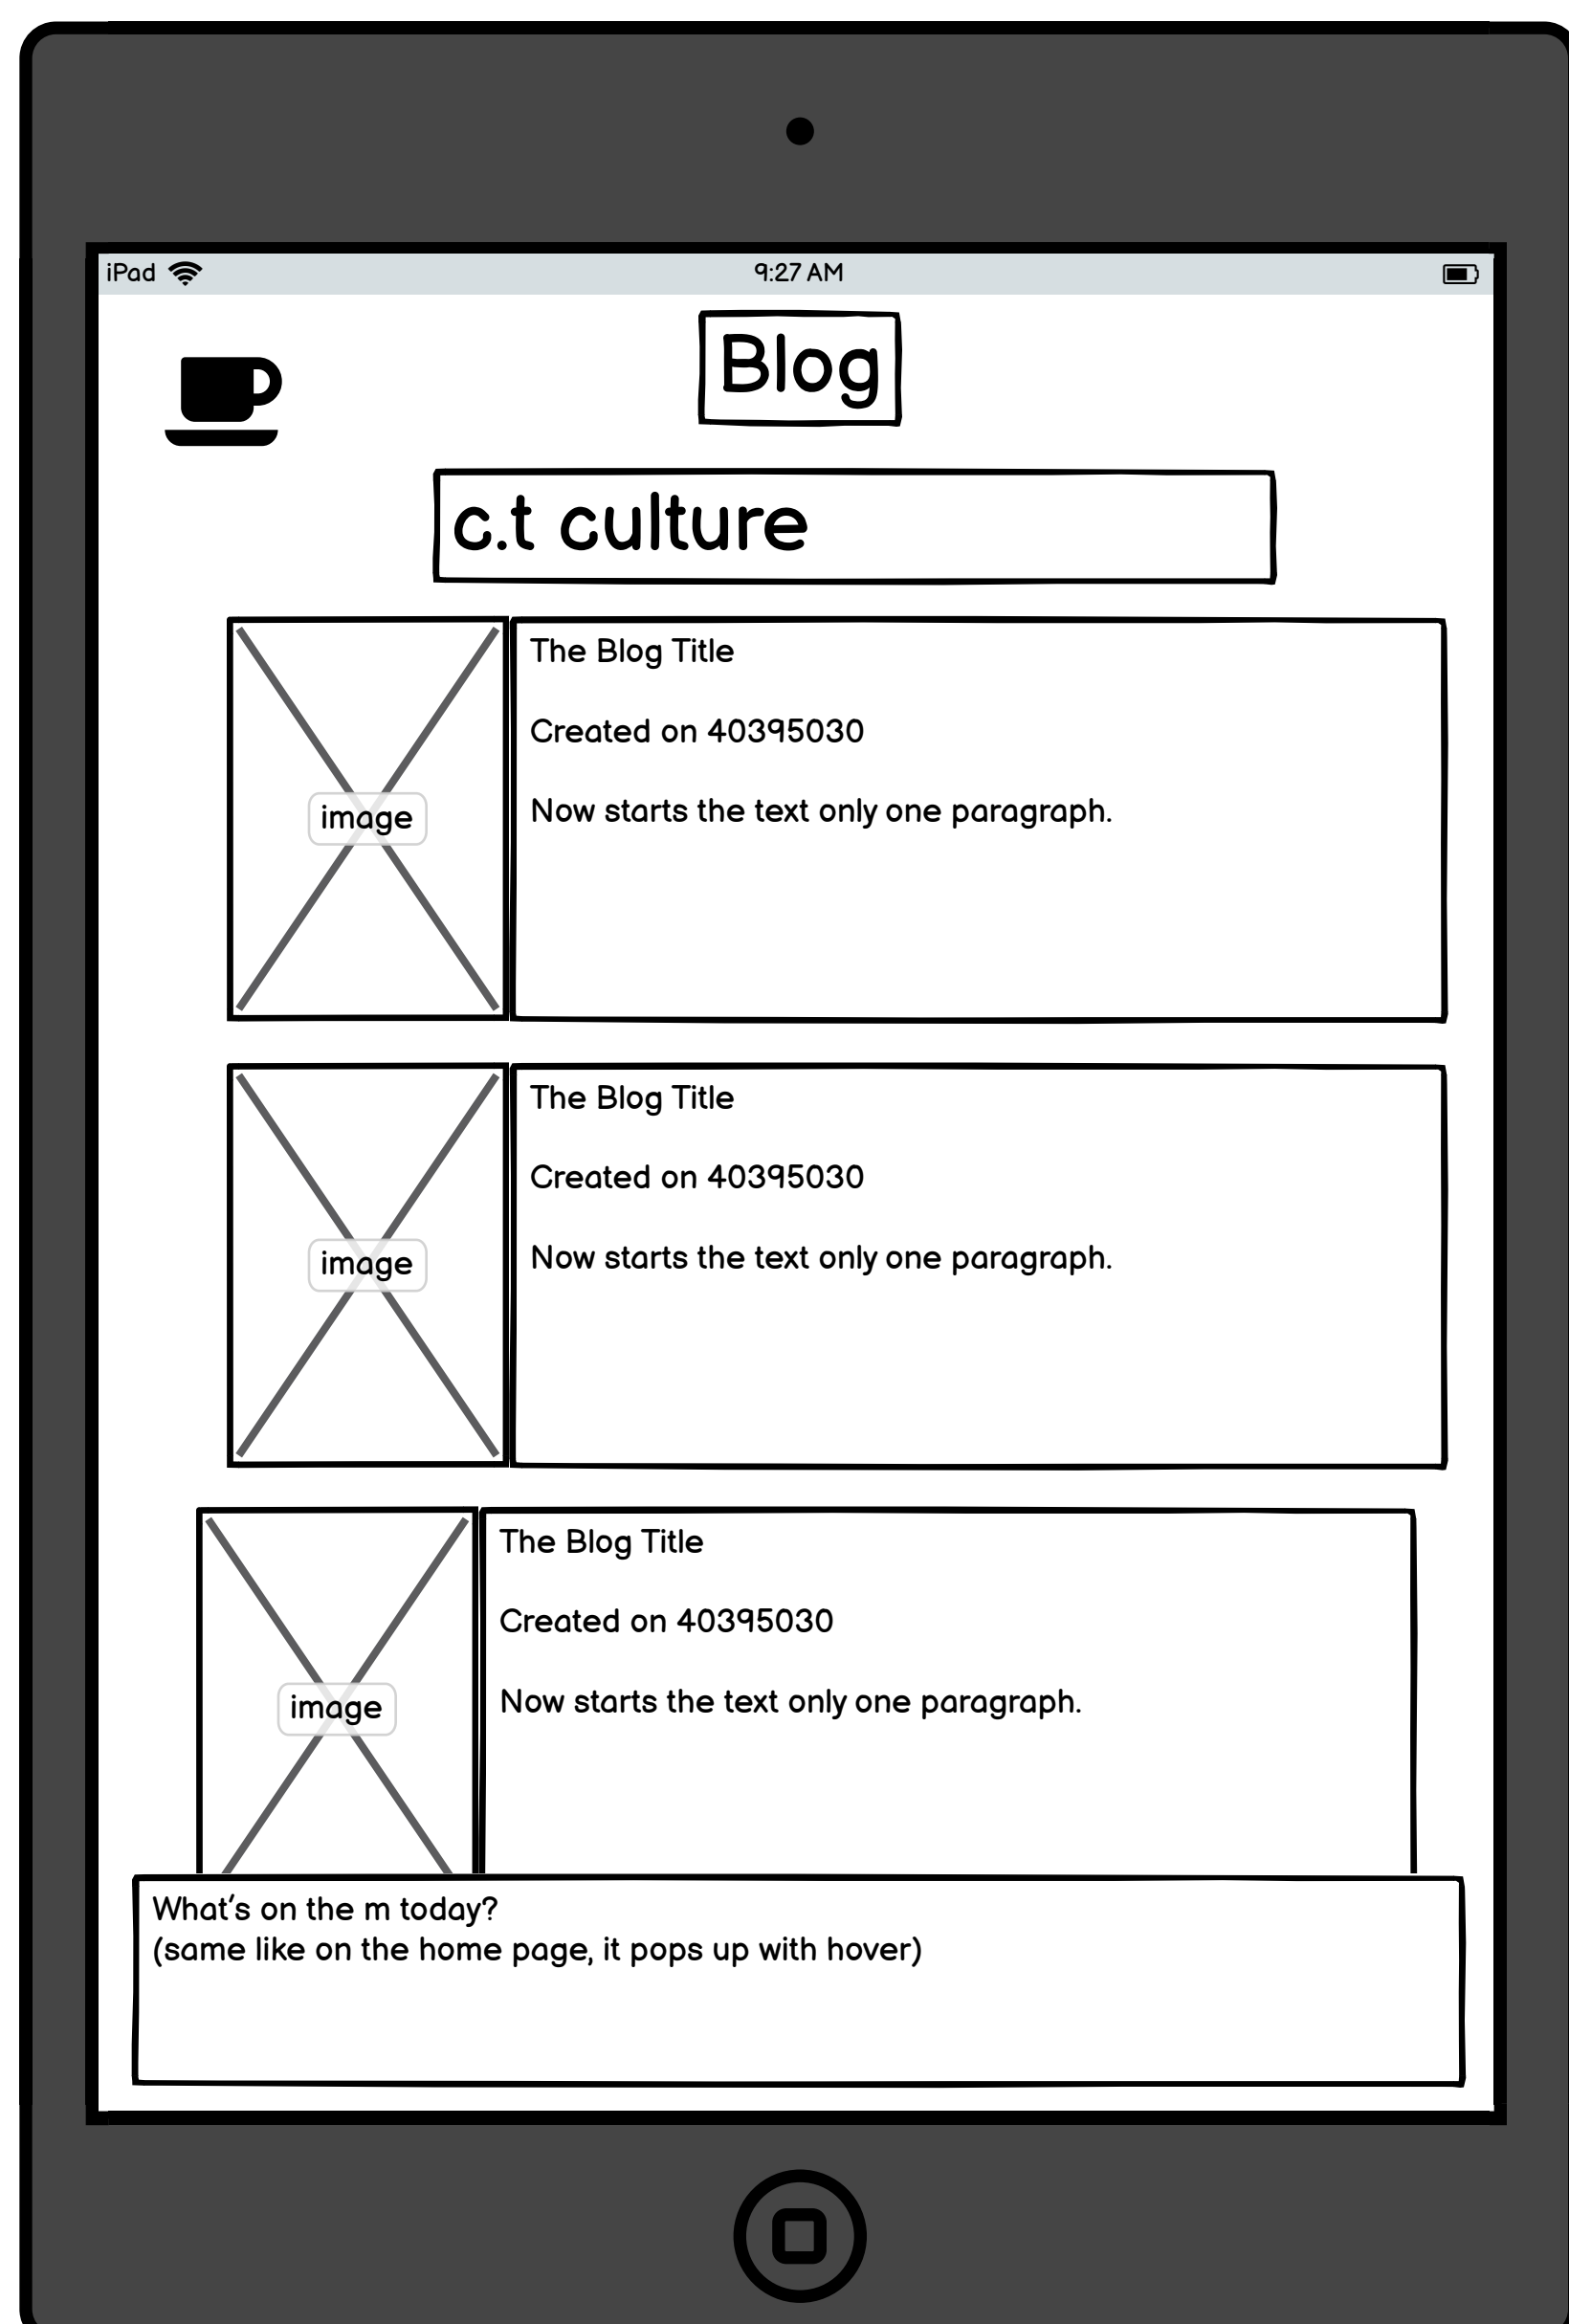 iPad
9:27 AM
Blog
c.t culture
The Blog Title
Created on 40395030
image
Now starts the text only one paragraph.
The Blog Title
Created on 40395030
image
Now starts the text only one paragraph.
The Blog Title
Created on 40395030
image
Now starts the text only one paragraph.
What's on the m today?
(same like on the home page, it pops up with hover)